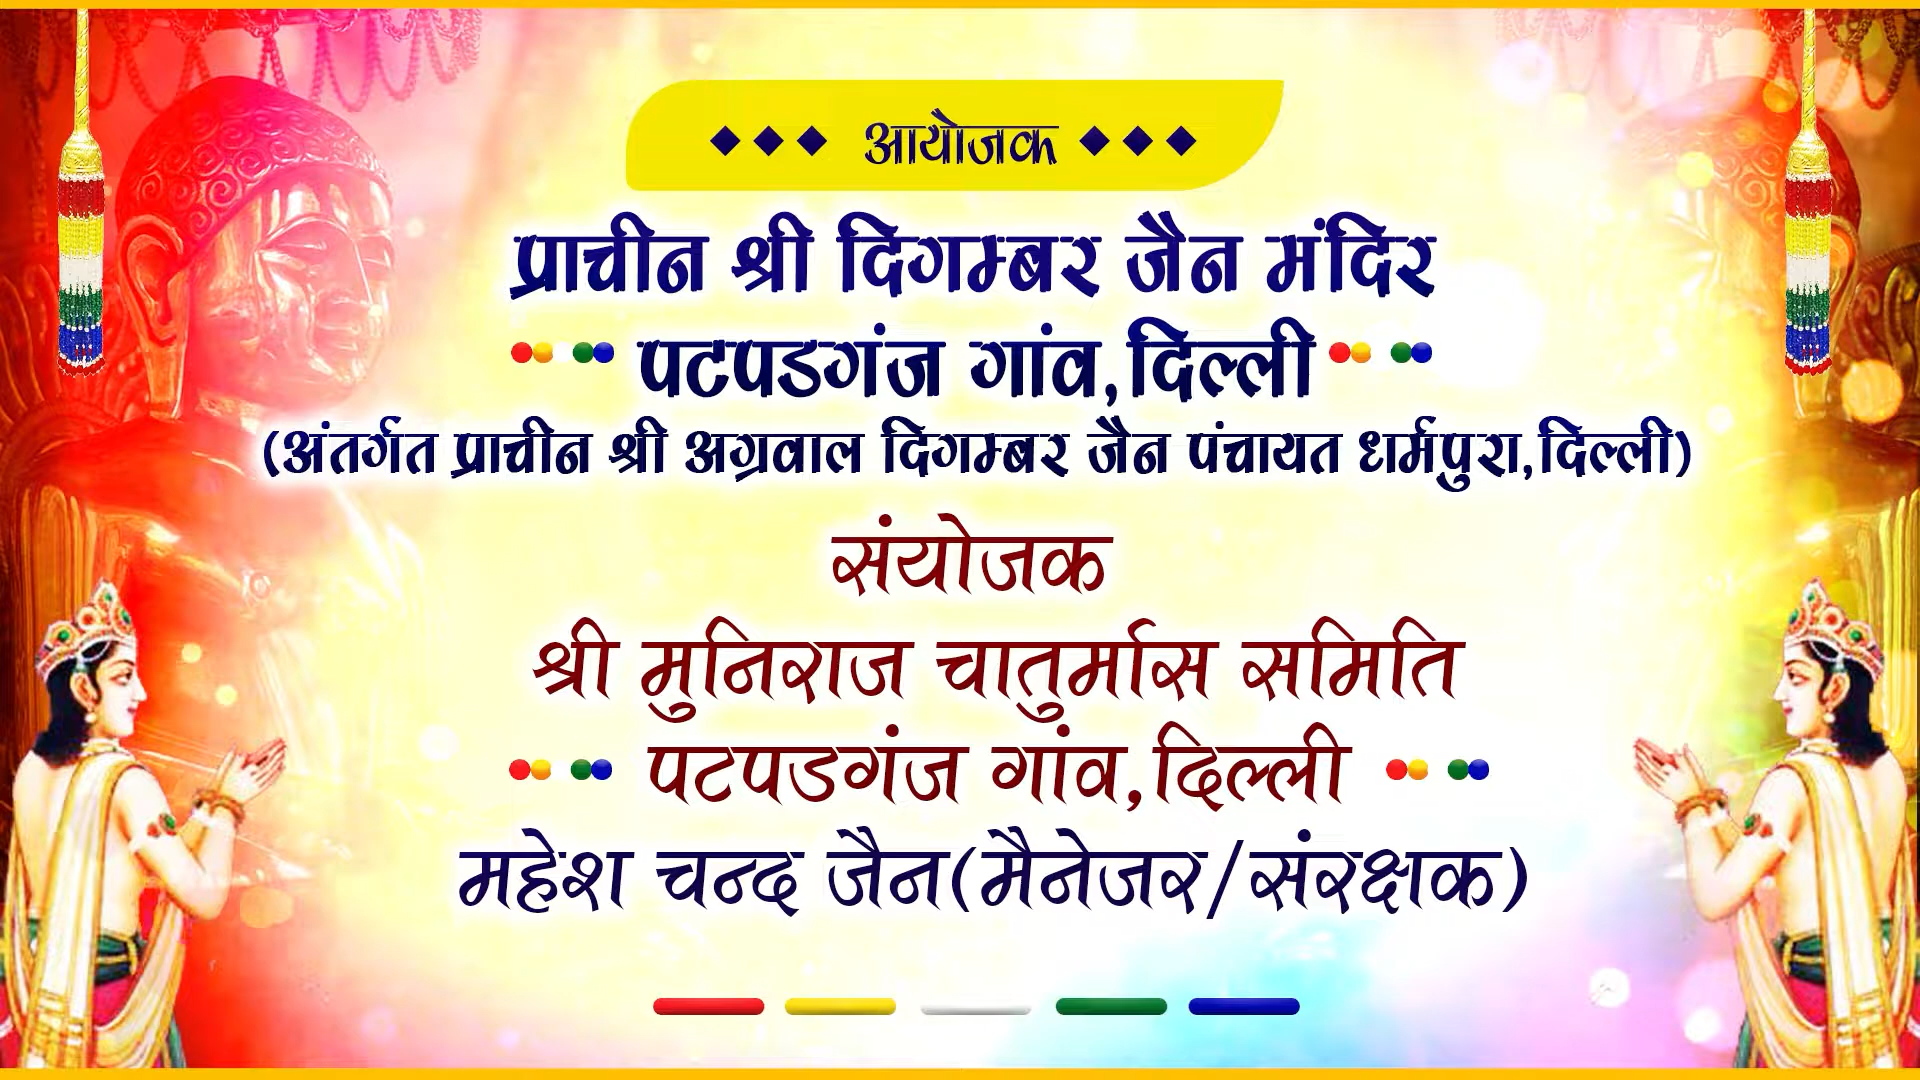 आयोजक
प्राचीन श्री दिगम्बर जैन मंदिर
पटपडगंज गांव,दिल्ली
(अंतर्गत प्राचीन श्री अग्रवाल दिगम्बर जैन पंचायत धर्मपुरा,दिल्ली)
संयोजक
श्री मुनिराज चातुर्मास समिति
पटपडगंज गांव,दिल्ली
महेश चन्द जैन(मैनेजर/संरक्षक)